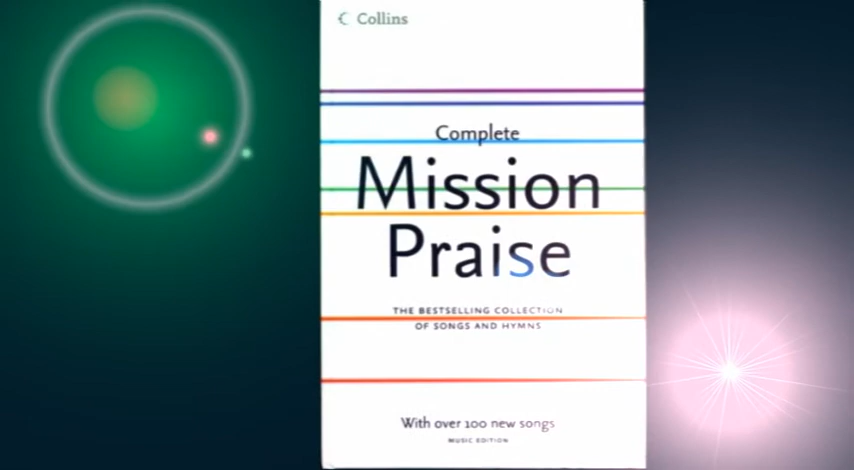 Collins
Complete
Mission
Praise
THE BESTSELLING COLLECTION
OF SONGS AND HYMNS
With over 100 new songs
MUSIC EDITION